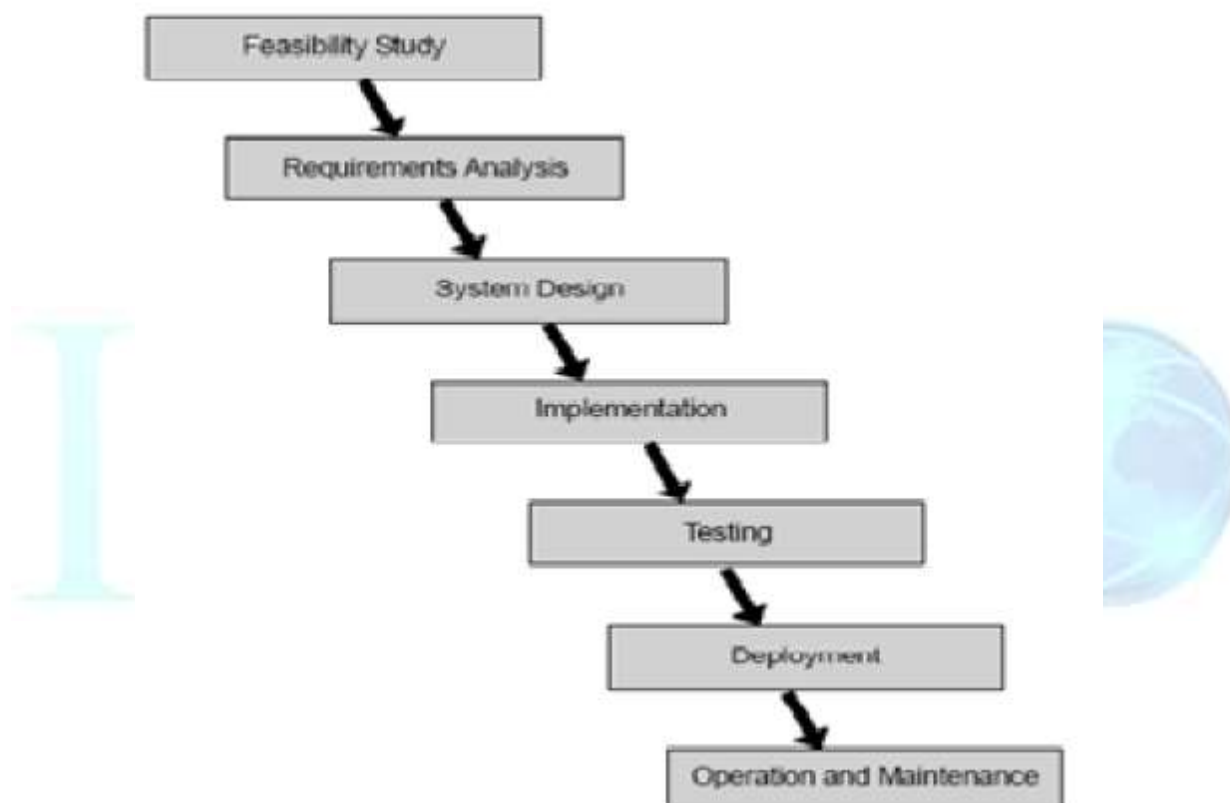 Feasibility Study
Requirements Analysis
System Design
Implementation
Testing
Deployment
Operation and Maintenance